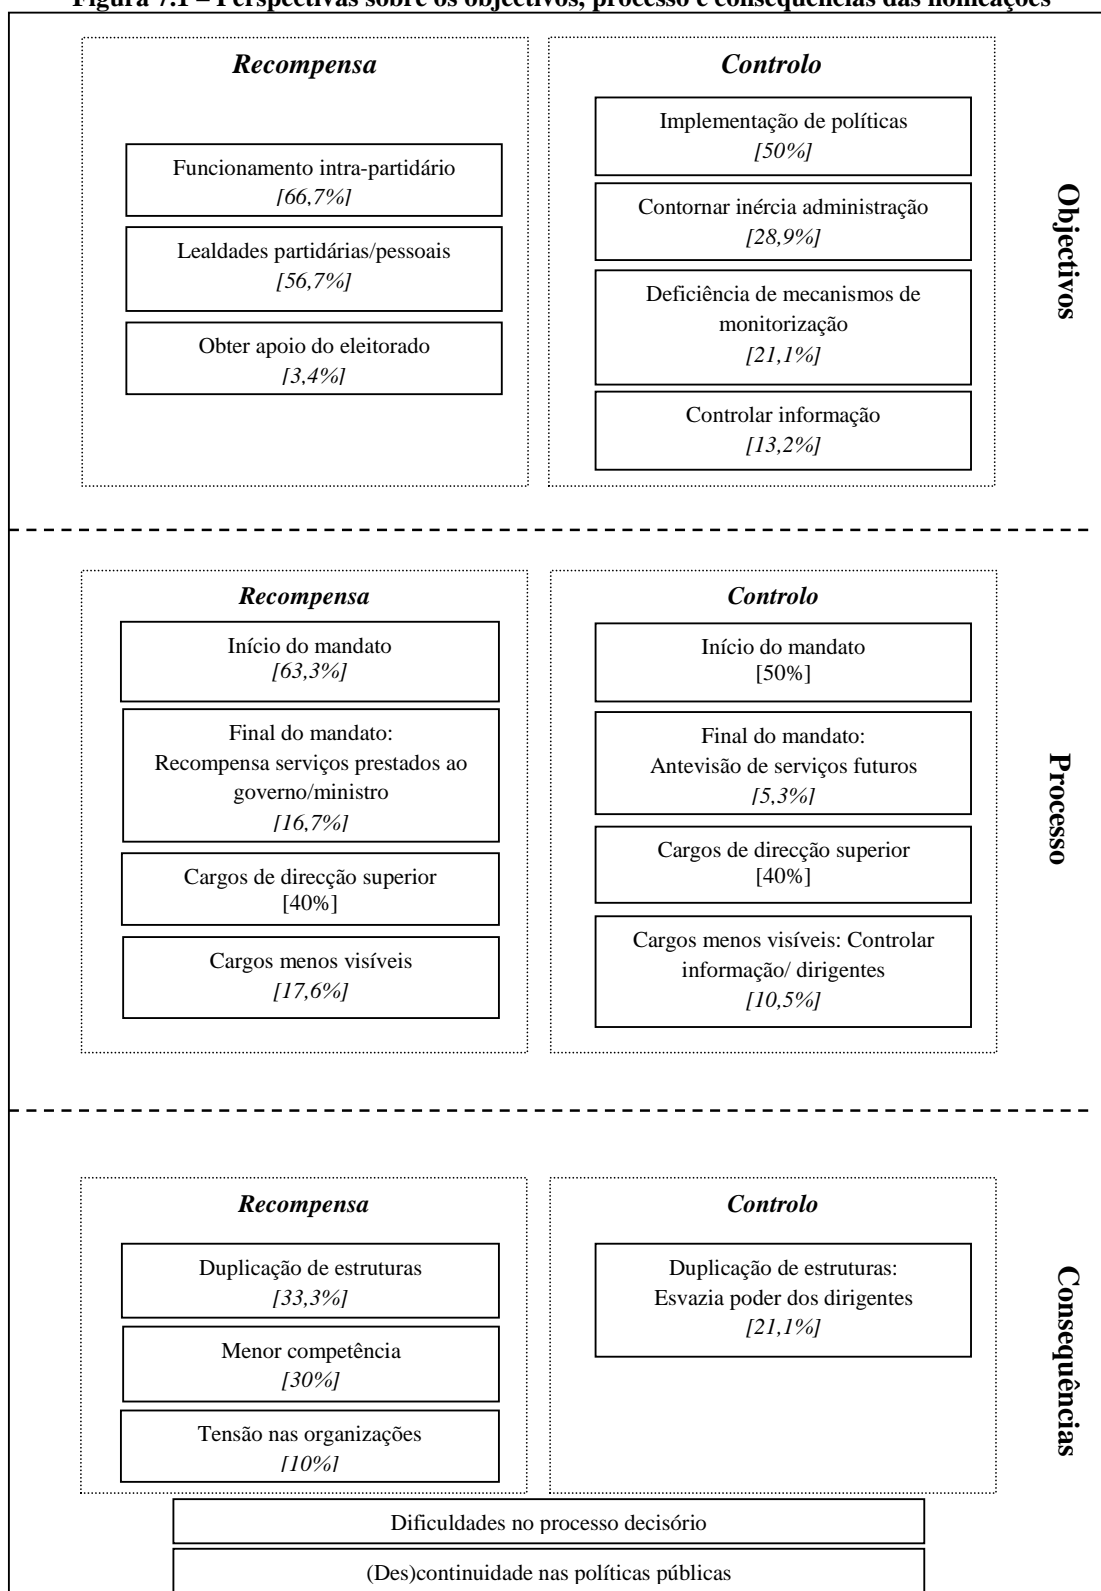 Figura 7.1 – Perspectivas sobre os objectivos, processo e consequências das nomeações
Recompensa
Funcionamento intra-partidário
[66,7%]
Lealdades partidárias/pessoais
[56,7%]
Obter apoio do eleitorado
[3,4%]
Controlo
Implementação de políticas
[50%]
Contornar inércia administração
[28,9%]
Deficiência de mecanismos de
monitorização
[21,1%]
Controlar informação
[13,2%]
Objectivos
Recompensa
Início do mandato
[63,3%]
Final do mandato:
Recompensa serviços prestados ao
governo/ministro
[16,7%]
Cargos de direcção superior
[40%]
Cargos menos visíveis
[17,6%]
Controlo
Início do mandato
[50%]
Final do mandato:
Antevisão de serviços futuros
[5,3%]
Cargos de direcção superior
[40%]
Cargos menos visíveis: Controlar
informação/ dirigentes
[10,5%]
Processo
Recompensa
Duplicação de estruturas
[33,3%]
Menor competência
[30%]
Tensão nas organizações
[10%]
Controlo
Duplicação de estruturas:
Esvazia poder dos dirigentes
[21,1%]
Consequências
Dificuldades no processo decisório
(Des)continuidade nas políticas públicas